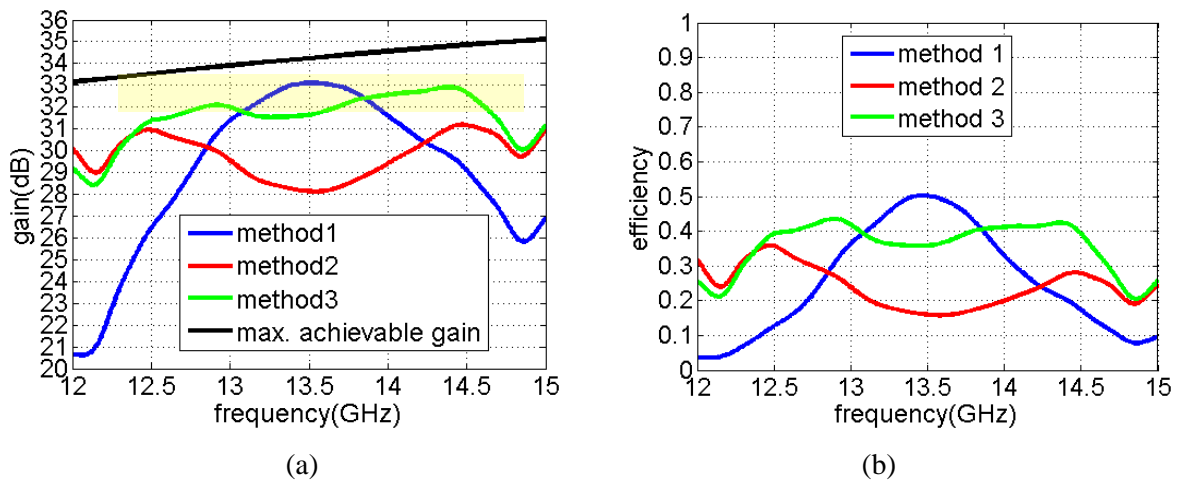 36
35
34
33
32
31
30
29
28
27
26
25
24
23
22
21
20
gain(dB)
method1
method2
method3
max. achievable gain
12 12.5 13 13.5 14 14.5 15
frequency(GHz)
(a)
1
0.9
0.8
0.7
0.6
0.5
0.4
0.3
0.2
0.1
0
efficiency
method 1
method 2
method 3
12 12.5 13 13.5 14 14.5 15
frequency(GHz)
(b)